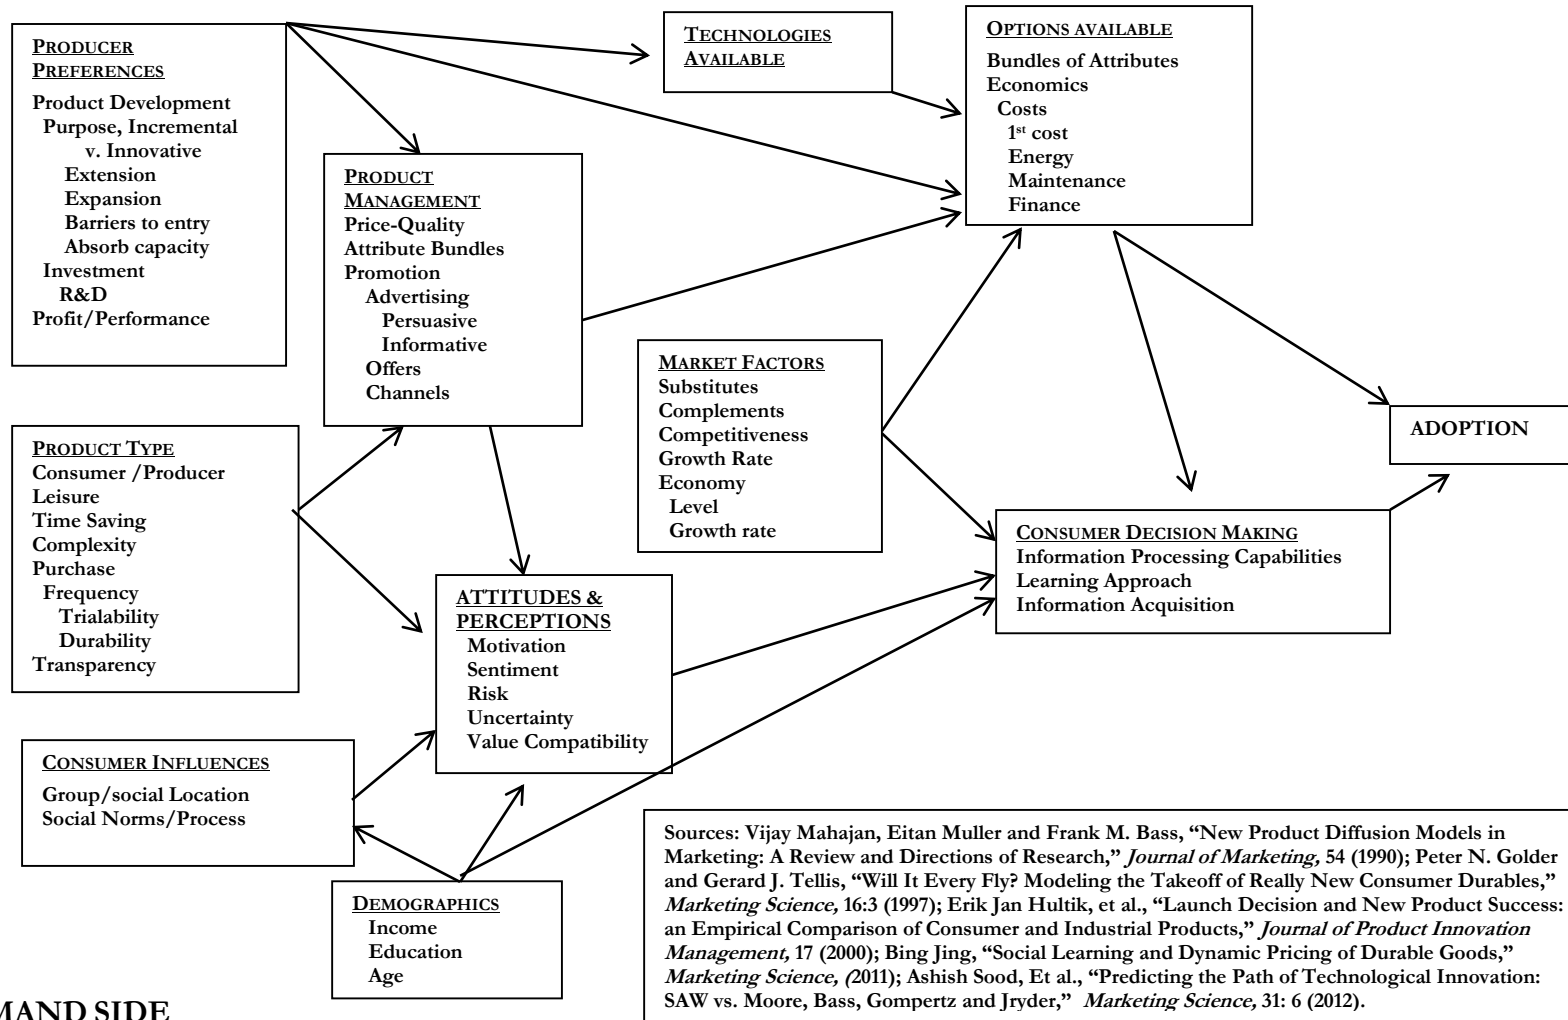 PRODUCER
PREFERENCES
Product Development
Purpose, Incremental
v. Innovative
Extension
Expansion
Barriers to entry
Absorb capacity
Investment
R&D
Profit/Performance
TECHNOLOGIES
AVAILABLE
OPTIONS AVAILABLE
Bundles of Attributes
Economics
Costs
1st cost
Energy
Maintenance
Finance
PRODUCT
MANAGEMENT
Price-Quality
Attribute Bundles
Promotion
Advertising
Persuasive
Informative
Offers
Channels
MARKET FACTORS
Substitutes
Complements
Competitiveness
Growth Rate
Economy
Level
Growth rate
ADOPTION
PRODUCT TYPE
Consumer /Producer
Leisure
Time Saving
Complexity
Purchase
Frequency
Trialability
Durability
Transparency
CONSUMER DECISION MAKING
Information Processing Capabilities
Learning Approach
Information Acquisition
ATTITUDES &
PERCEPTIONS
Motivation
Sentiment
Risk
Uncertainty
Value Compatibility
CONSUMER INFLUENCES
Group/social Location
Social Norms/Process
DEMOGRAPHICS
Income
Education
Age
Sources: Vijay Mahajan, Eitan Muller and Frank M. Bass, “New Product Diffusion Models in
Marketing: A Review and Directions of Research,” Journal of Marketing, 54 (1990); Peter N. Golder
and Gerard J. Tellis, “Will It Every Fly? Modeling the Takeoff of Really New Consumer Durables,”
Marketing Science, 16:3 (1997); Erik Jan Hultik, et al., “Launch Decision and New Product Success:
an Empirical Comparison of Consumer and Industrial Products,” Journal of Product Innovation
Management, 17 (2000); Bing Jing, “Social Learning and Dynamic Pricing of Durable Goods,”
Marketing Science, (2011); Ashish Sood, Et al., “Predicting the Path of Technological Innovation:
SAW vs. Moore, Bass, Gompertz and Jryder,” Marketing Science, 31: 6 (2012).
MAND SIDE